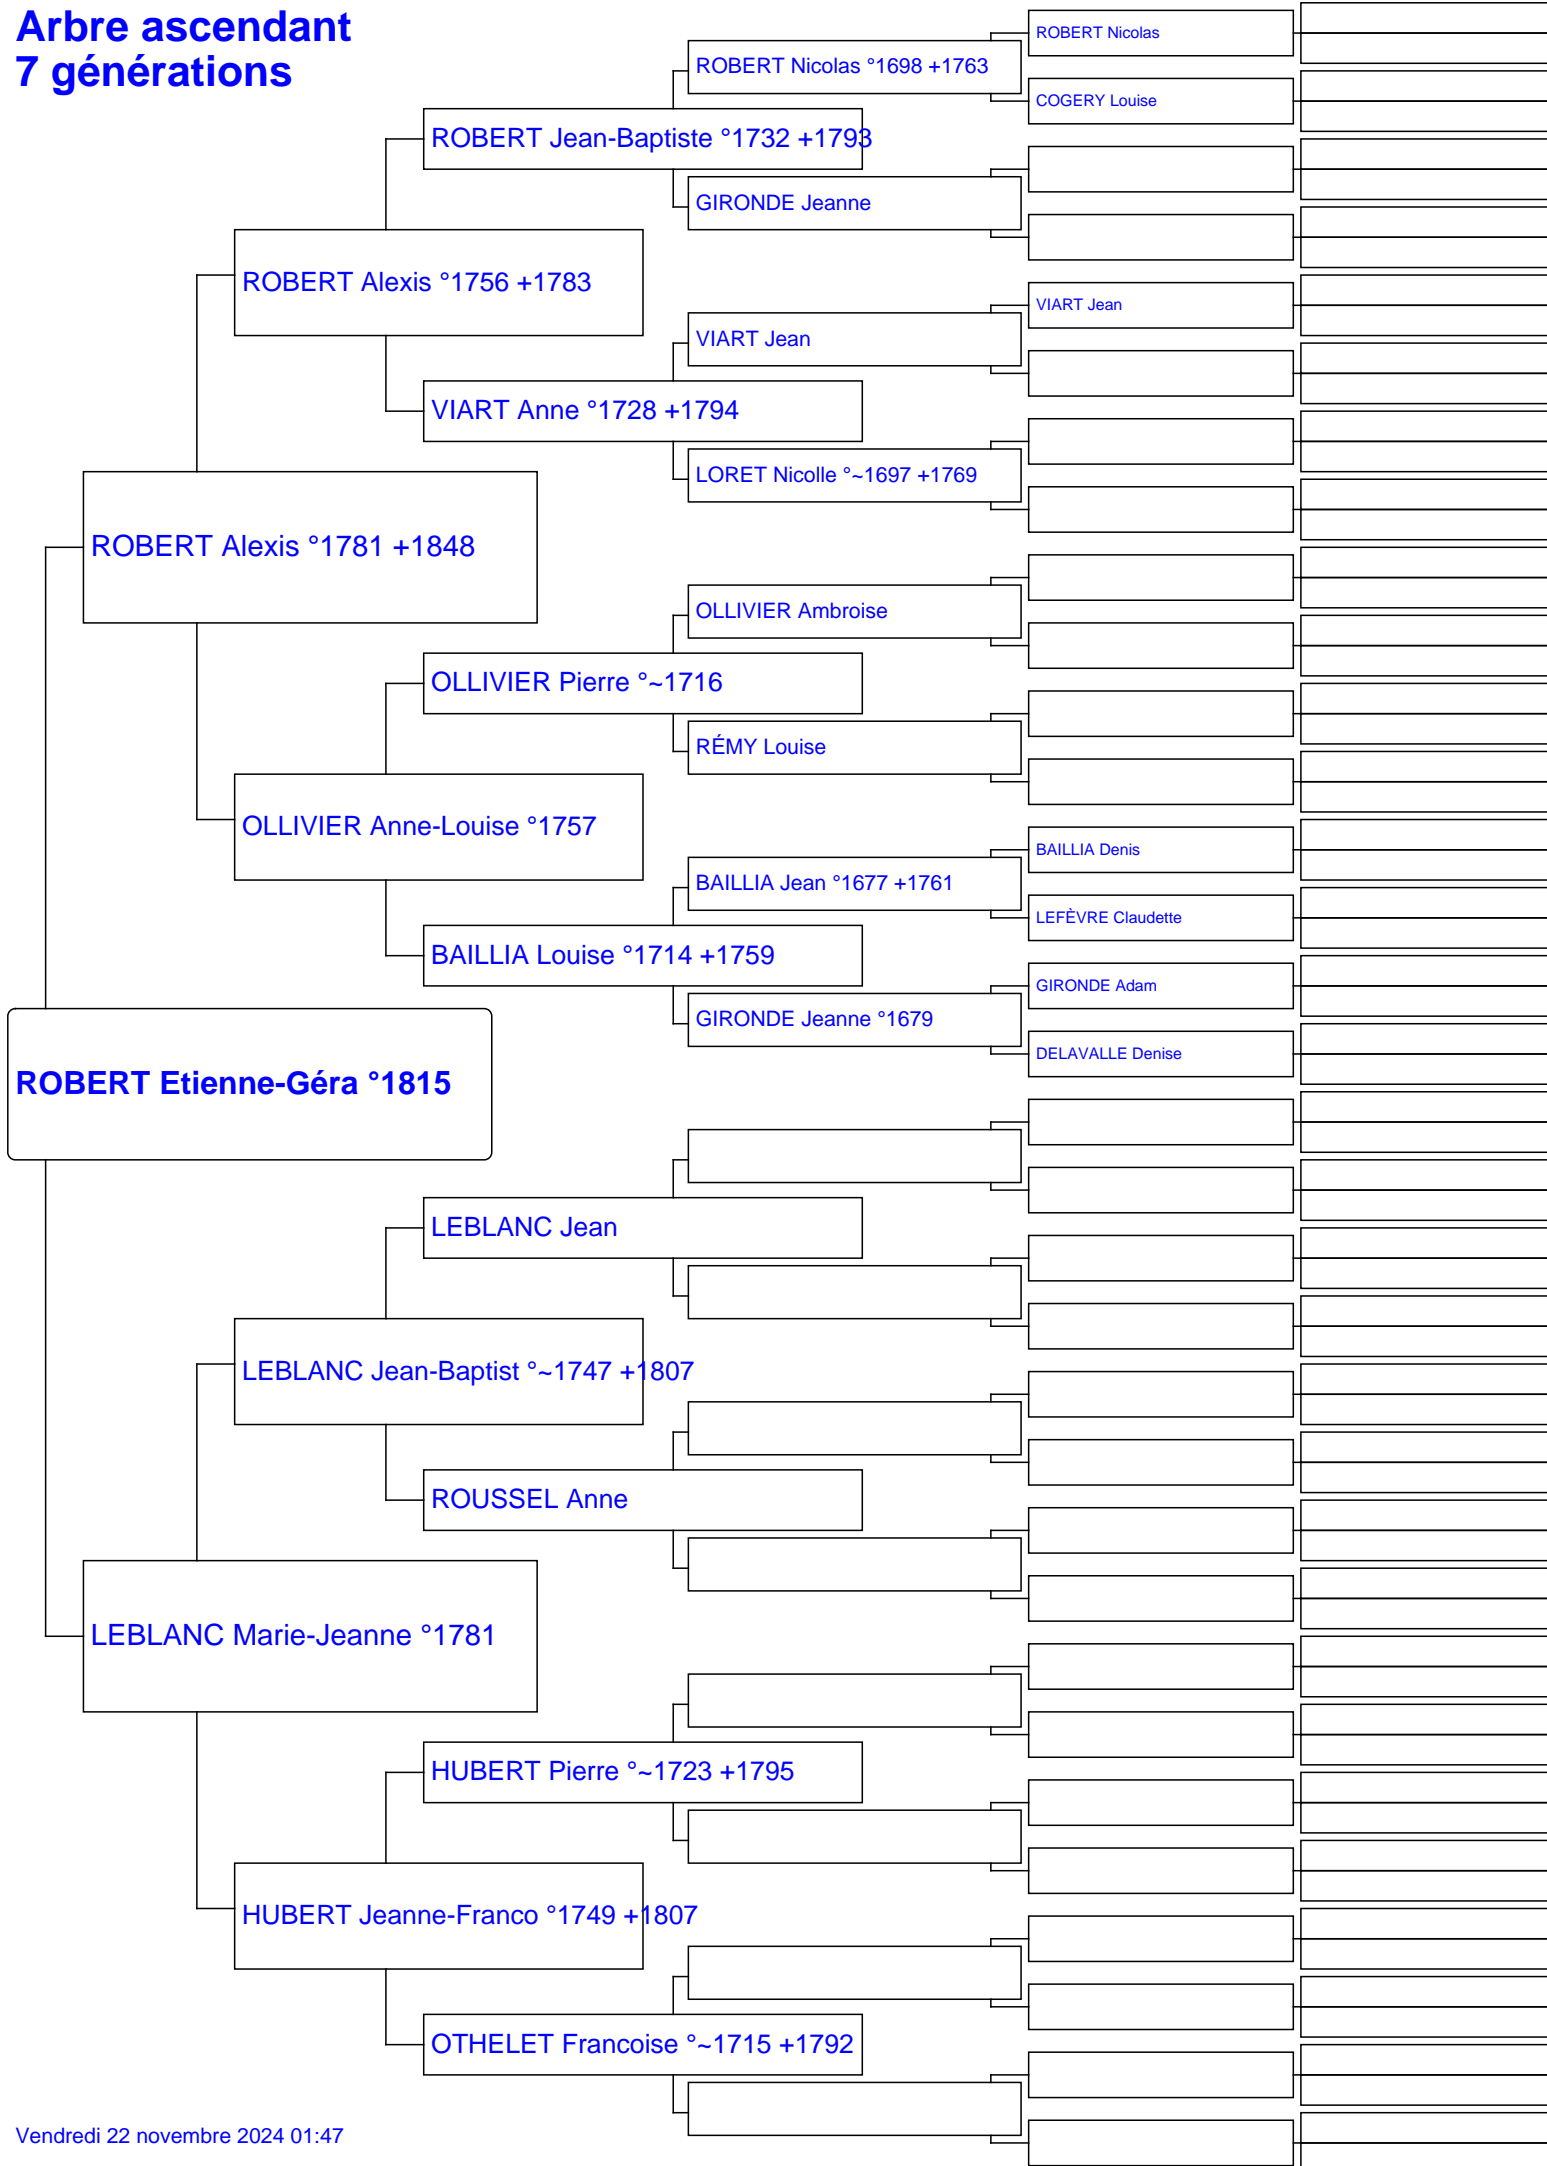 Arbre ascendant
7 générations
ROBERT Nicolas
ROBERT Nicolas °1698 +1763
COGERY Louise
ROBERT Jean-Baptiste °1732 +1793
GIRONDE Jeanne
ROBERT Alexis °1756 +1783
VIART Jean
VIART Jean
VIART Anne °1728 +1794
LORET Nicolle °~1697 +1769
ROBERT Alexis °1781 +1848
OLLIVIER Ambroise
OLLIVIER Pierre °~1716
RÉMY Louise
OLLIVIER Anne-Louise °1757
BAILLIA Denis
BAILLIA Jean °1677 +1761
LEFÈVRE Claudette
BAILLIA Louise °1714 +1759
GIRONDE Adam
GIRONDE Jeanne °1679
DELAVALLE Denise
ROBERT Etienne-Géra °1815
LEBLANC Jean
LEBLANC Jean-Baptist °~1747 +1807
ROUSSEL Anne
LEBLANC Marie-Jeanne °1781
HUBERT Pierre °~1723 +1795
HUBERT Jeanne-Franco °1749 +1807
OTHELET Francoise °~1715 +1792
Vendredi 22 novembre 2024 01:47